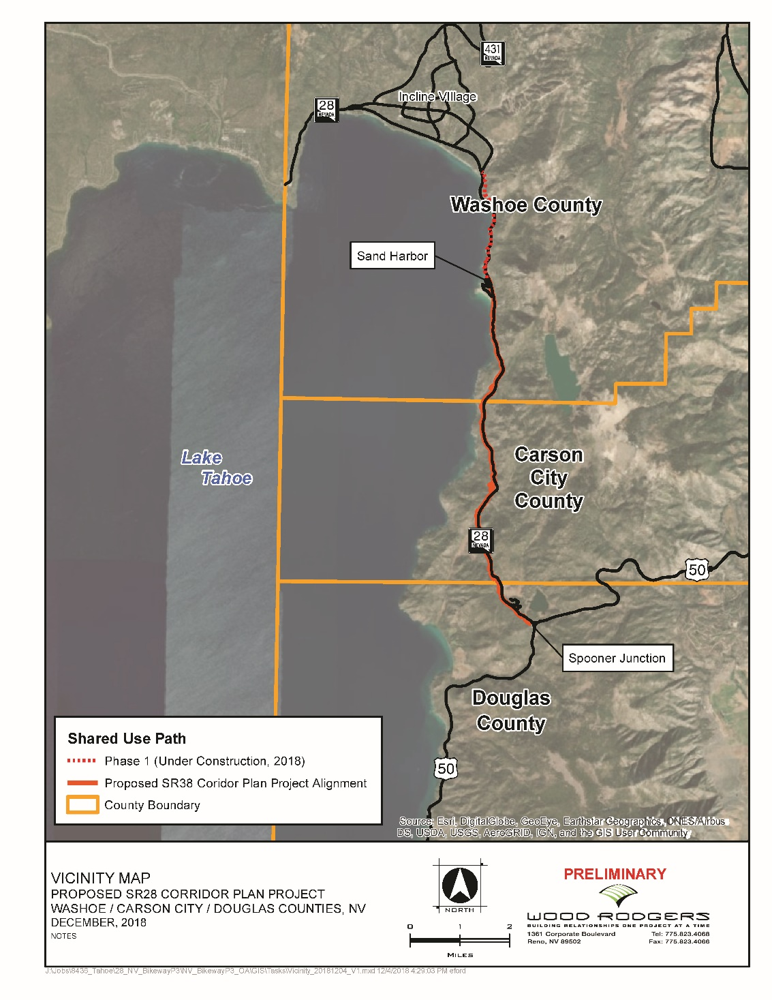 431
NEVADA
Incline VIllage
28
NEVADA
Washoe County
Sand Harbor
Lake
Tahoe
Carson
City
County
28
NEVADA
50
Spooner Junction
Douglas
County
50
Shared Use Path
Phase 1 (Under Construction, 2018)
Proposed SR38 Coridor Plan Project Alignment
County Boundary
Source: Esri, DigitalGlobe, GeoEye, Earthstar Geographics, CNES/Airbus
DS, USDA, USGS, AeroGRID, IGN, and the GIS User Community
VICINITY MAP
PROPOSED SR28 CORRIDOR PLAN PROJECT
WASHOE / CARSON CITY / DOUGLAS COUNTIES, NV
DECEMBER, 2018
NOTES
NORTH
0 1 2
MILES
PRELIMINARY
WOOD RODGERS
BUILDING RELATIONSHIPS ONE PROJECT AT A TIME
1361 Corporate Boulevard Tel: 775.823.4068
Reno, NV 89502 Fax: 775.823.4066
J:\Jobs\8436_Tahoe\28_NV_BikewayP3\NV_BikewayP3_OA\GIS\Tasks\Vicinity_20181204_V1.mxd 12/4/2018 4:29:03 PM eford